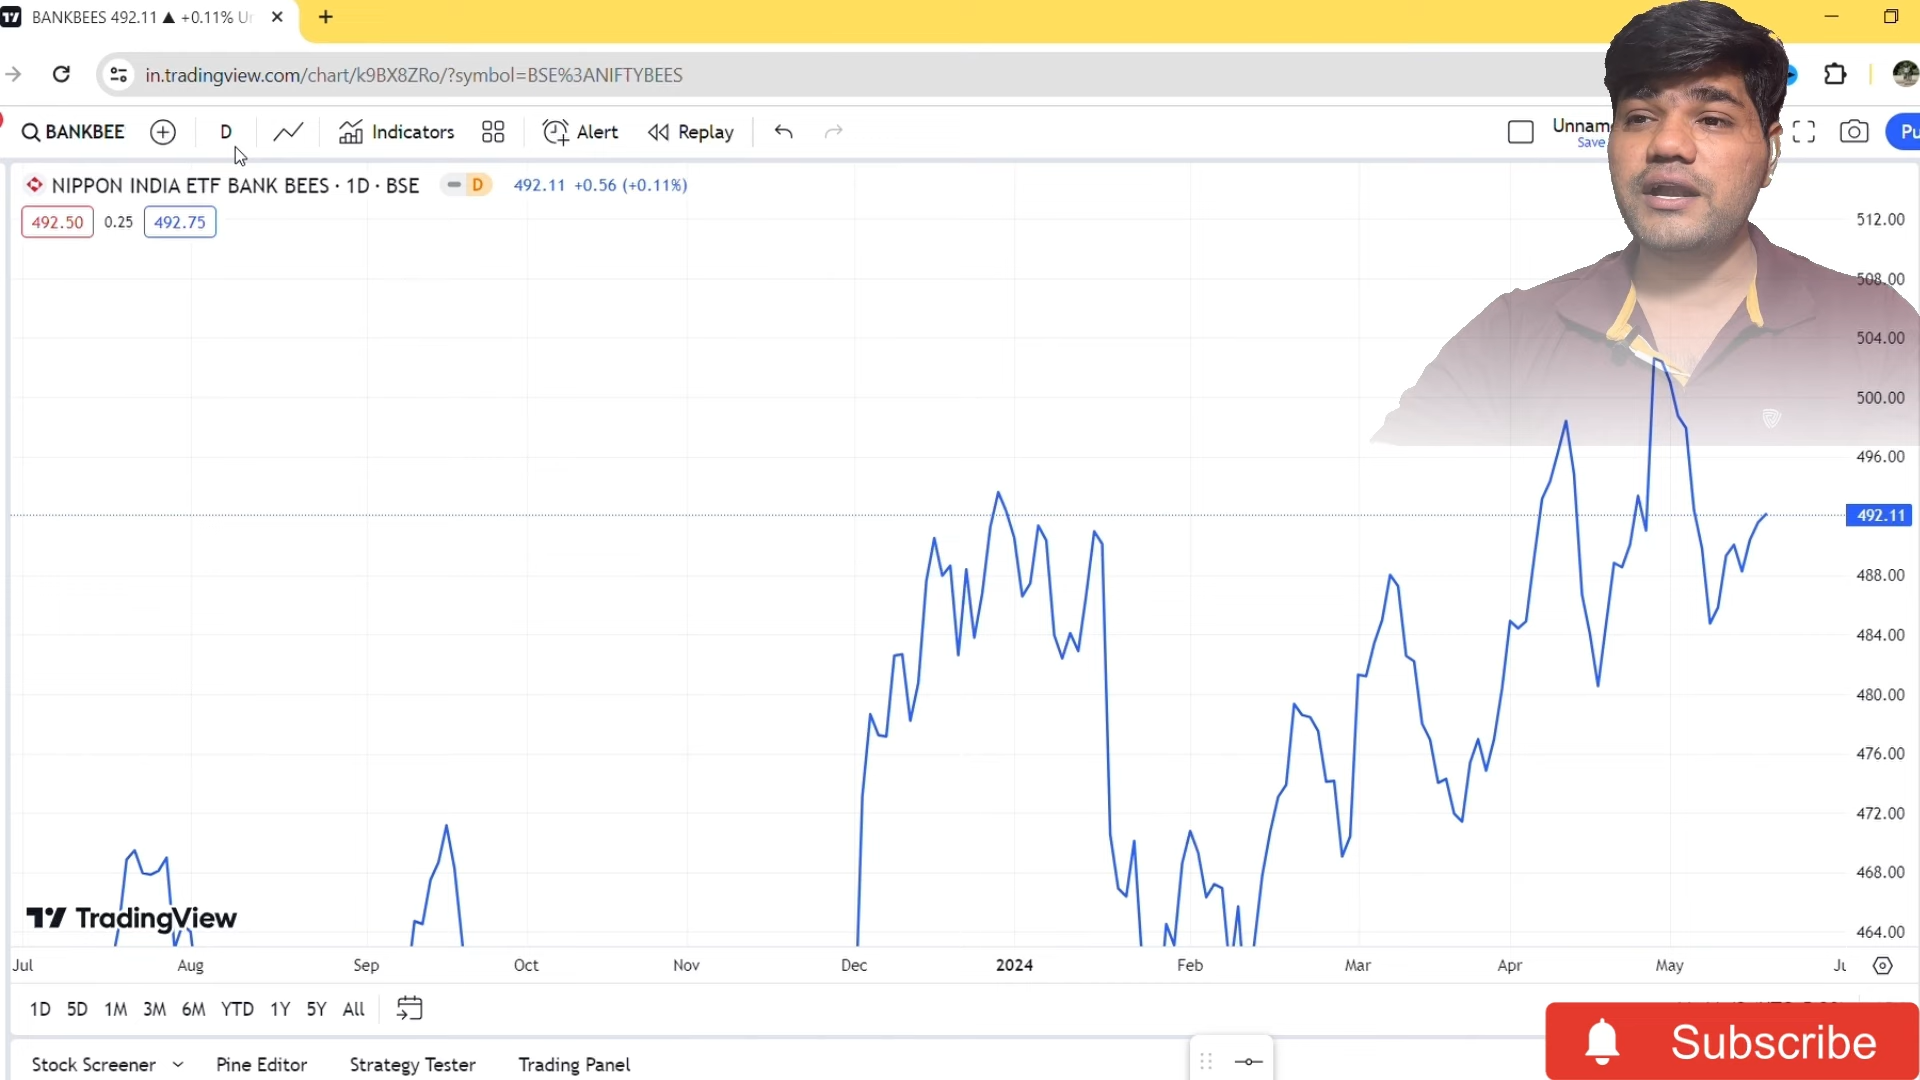 BANKBEES 492.11 ▲ +0.11% Ur
in.tradingview.com/chart/k9BX8ZRo/?symbol=BSE%3ANIFTYBEES
BANKBEE D Indicators Alert Replay Unnam
Save
Pu
NIPPON INDIA ETF BANK BEES · 1D · BSE D 492.11 +0.56 (+0.11%)
492.50 0.25 492.75
512.00
508.00
504.00
500.00
496.00
492.11
488.00
484.00
480.00
476.00
472.00
468.00
464.00
TradingView
Jul Aug Sep Oct Nov Dec 2024 Feb Mar Apr May Ju
1D 5D 1M 3M 6M YTD 1Y 5Y All
Subscribe
Stock Screener Pine Editor Strategy Tester Trading Panel